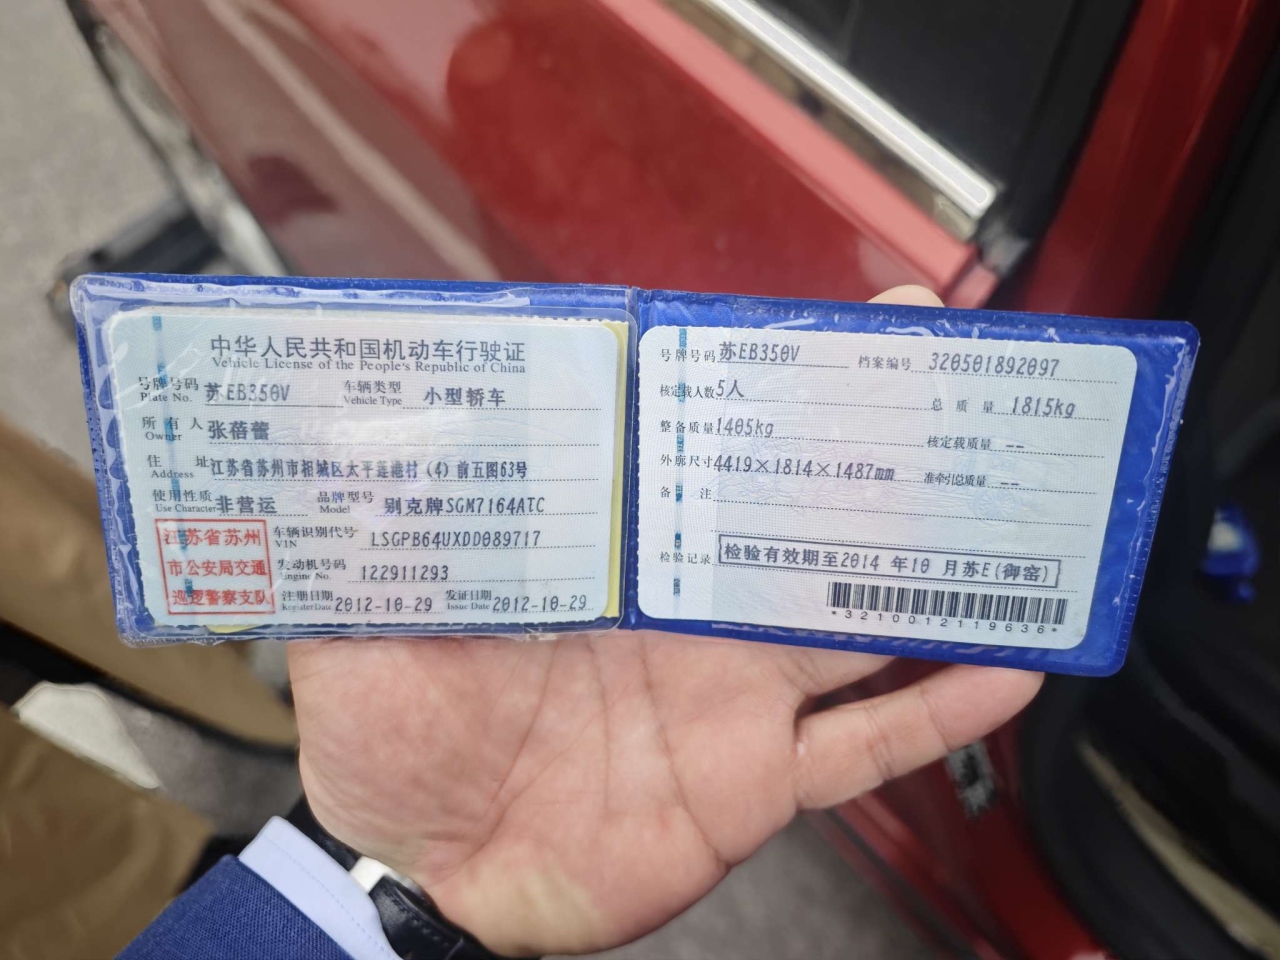 中华人民共和国机动车行驶证
Vehicle License of the People's Republic of China
号牌号码 Plate No. 苏EB350V 车辆类型 Vehicle Type 小型轿车
所有人 Owner 张蓓蕾
住址 Address 江苏省苏州市相城区太平莲港村(4)前五图63号
使用性质 Use Character 非营运 品牌型号 Model 别克牌SGM7164ATC
江苏省苏州
市公安局交通
巡逻警察支队
车辆识别代号 VIN LSGPB64UXDD089717
发动机号码 Engine No. 122911293
注册日期 Register Date 2012-10-29 发证日期 Issue Date 2012-10-29
号牌号码 苏EB350V 档案编号 320501892097
核定载人数 5人 总质量 1815kg
整备质量 1405kg 核定载质量 --
外廓尺寸 4419×1814×1487mm 准牵引总质量 --
备注
检验记录 检验有效期至2014年10月苏E(御窑)
*3210012119636*